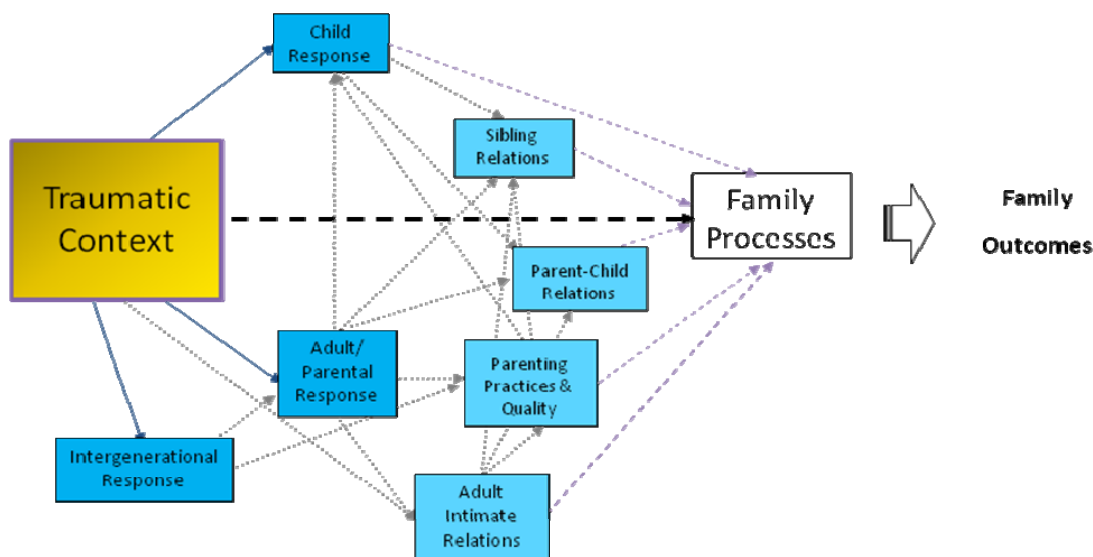 Child
Response
Sibling
Relations
Traumatic
Context
Family
Processes
Family
Outcomes
Parent-Child
Relations
Adult/
Parental
Response
Parenting
Practices &
Quality
Intergenerational
Response
Adult
Intimate
Relations